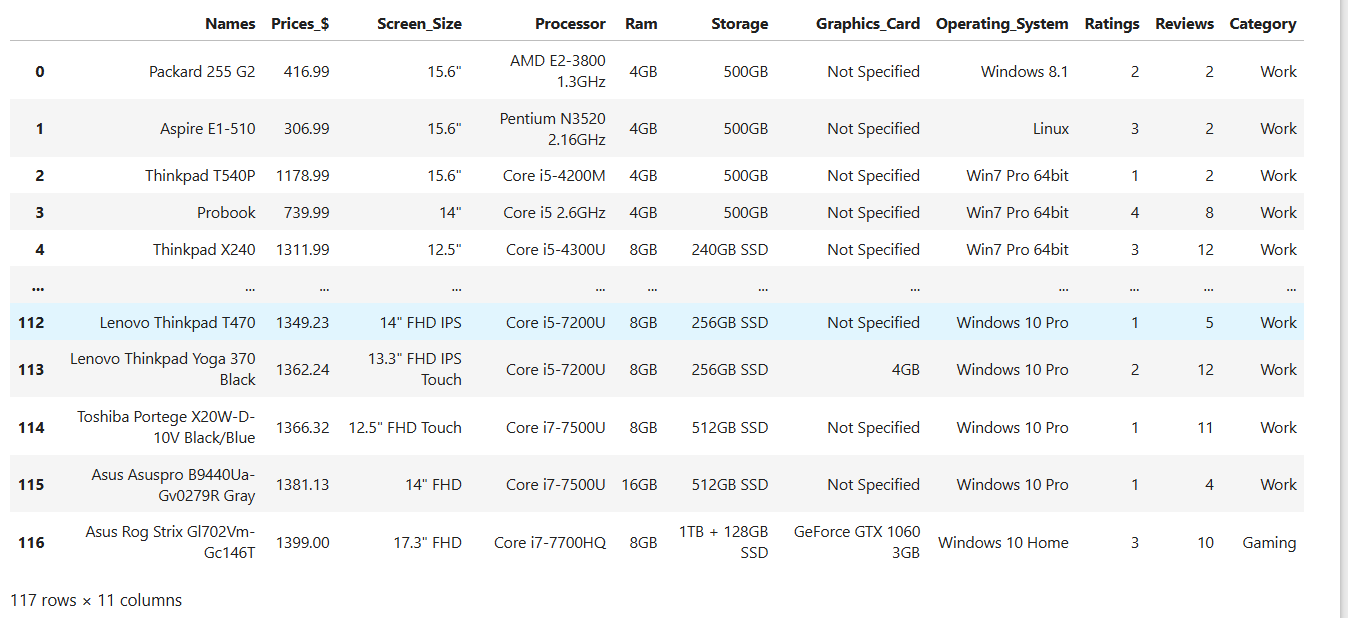 Names Prices_$ Screen_Size Processor Ram Storage Graphics_Card Operating_System Ratings Reviews Category
0 Packard 255 G2 416.99 15.6" AMD E2-3800 1.3GHz 4GB 500GB Not Specified Windows 8.1 2 2 Work
1 Aspire E1-510 306.99 15.6" Pentium N3520 2.16GHz 4GB 500GB Not Specified Linux 3 2 Work
2 Thinkpad T540P 1178.99 15.6" Core i5-4200M 4GB 500GB Not Specified Win7 Pro 64bit 1 2 Work
3 Probook 739.99 14" Core i5 2.6GHz 4GB 500GB Not Specified Win7 Pro 64bit 4 8 Work
4 Thinkpad X240 1311.99 12.5" Core i5-4300U 8GB 240GB SSD Not Specified Win7 Pro 64bit 3 12 Work
... ... ... ... ... ... ... ... ... ... ... ...
112 Lenovo Thinkpad T470 1349.23 14" FHD IPS Core i5-7200U 8GB 256GB SSD Not Specified Windows 10 Pro 1 5 Work
113 Lenovo Thinkpad Yoga 370 Black 1362.24 13.3" FHD IPS Touch Core i5-7200U 8GB 256GB SSD 4GB Windows 10 Pro 2 12 Work
114 Toshiba Portege X20W-D-10V Black/Blue 1366.32 12.5" FHD Touch Core i7-7500U 8GB 512GB SSD Not Specified Windows 10 Pro 1 11 Work
115 Asus Asuspro B9440Ua-Gv0279R Gray 1381.13 14" FHD Core i7-7500U 16GB 512GB SSD Not Specified Windows 10 Pro 1 4 Work
116 Asus Rog Strix Gl702Vm-Gc146T 1399.00 17.3" FHD Core i7-7700HQ 8GB 1TB + 128GB SSD GeForce GTX 1060 3GB Windows 10 Home 3 10 Gaming
117 rows × 11 columns